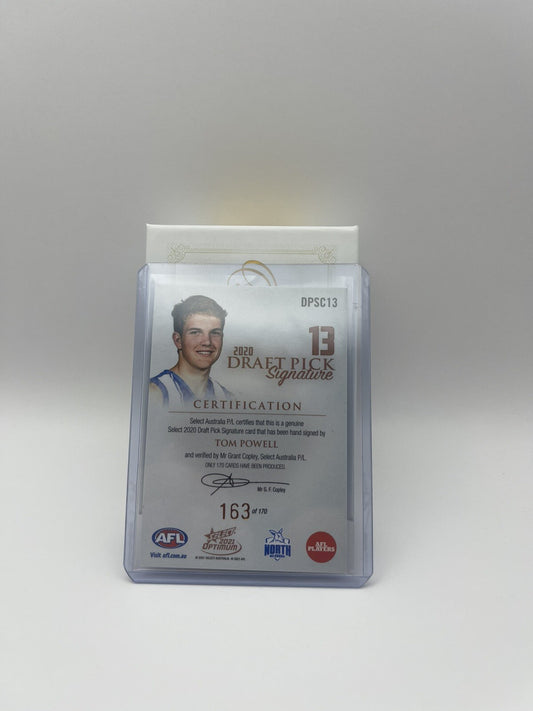 DPSC13
13
2020
DRAFT PICK
Signature
CERTIFICATION
Select Australia P/L certifies that this is a genuine
Select 2020 Draft Pick Signature card that has been hand signed by
TOM POWELL
and verified by Mr Grant Copley, Select Australia P/L.
ONLY 170 CARDS HAVE BEEN PRODUCED.
Mr G. F. Copley
163 of 170
AFL
Visit afl.com.au
SELECT
2021
OPTIMUM
NORTH
AFL
PLAYERS